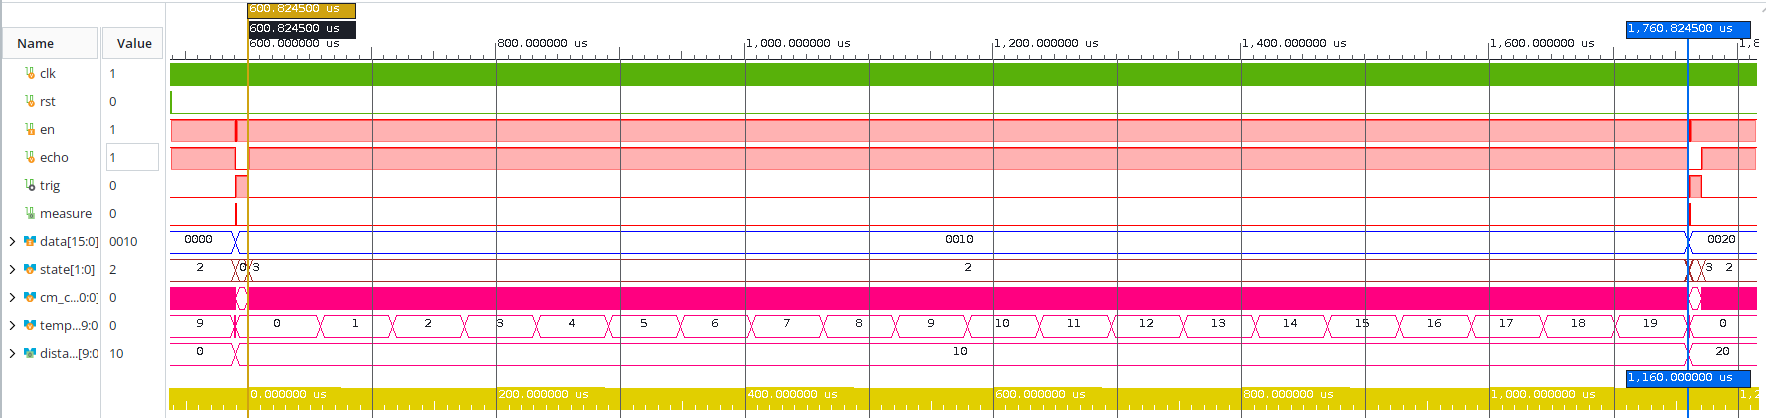 600.824500 us
600.824500 us 1,760.824500 us
600.000000 us 800.000000 us 1,000.000000 us 1,200.000000 us 1,400.000000 us 1,600.000000 us 1,8
Name Value
clk 1
rst 0
en 1
echo 1
trig 0
measure 0
data[15:0] 0010 0000 0010 0020
state[1:0] 2 2 0 3 2 3 2
cm_c...0:0] 0
temp...9:0 0 9 0 1 2 3 4 5 6 7 8 9 10 11 12 13 14 15 16 17 18 19 0
dista...[9:0 10 0 10 20
1,160.000000 us
0.000000 us 200.000000 us 400.000000 us 600.000000 us 800.000000 us 1,000.000000 us 1,2